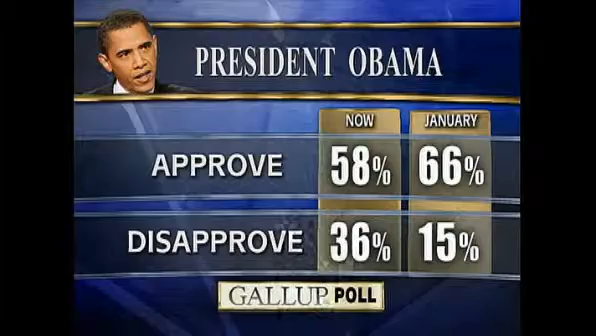 PRESIDENT OBAMA
NOW JANUARY
APPROVE 58% 66%
DISAPPROVE 36% 15%
GALLUP POLL